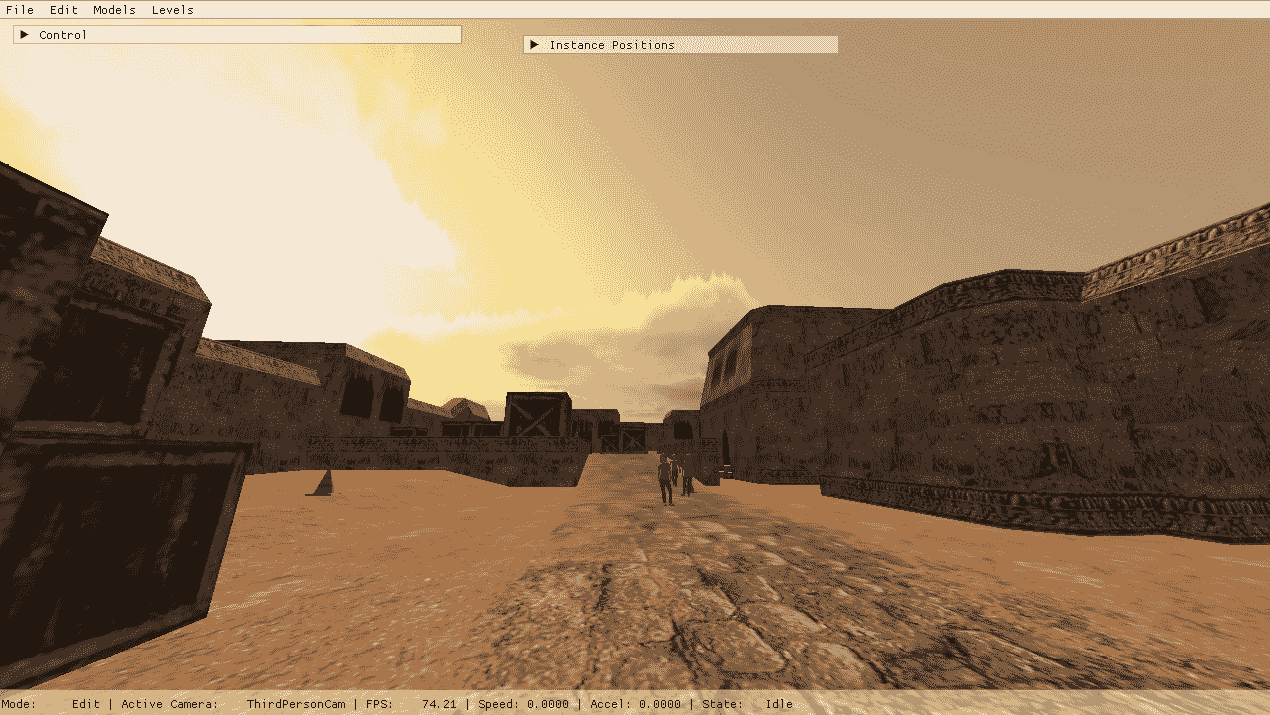 File Edit Models Levels
Control
Instance Positions
Mode: Edit | Active Camera: ThirdPersonCam | FPS: 74.21 | Speed: 0.0000 | Accel: 0.0000 | State: Idle